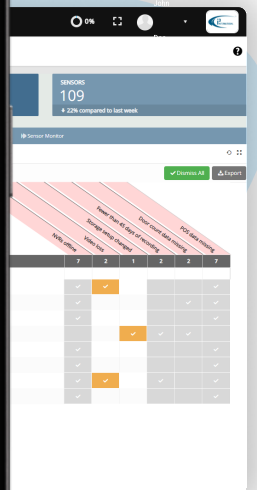 John
0%
Doe
SENSORS
109
22% compared to last week
Sensor Monitor
Dismiss All
Export
NVRs offline
Video loss
Storage setup changed
Fewer than 45 days of recording
Door count data missing
POS data missing
7 2 1 2 2 7